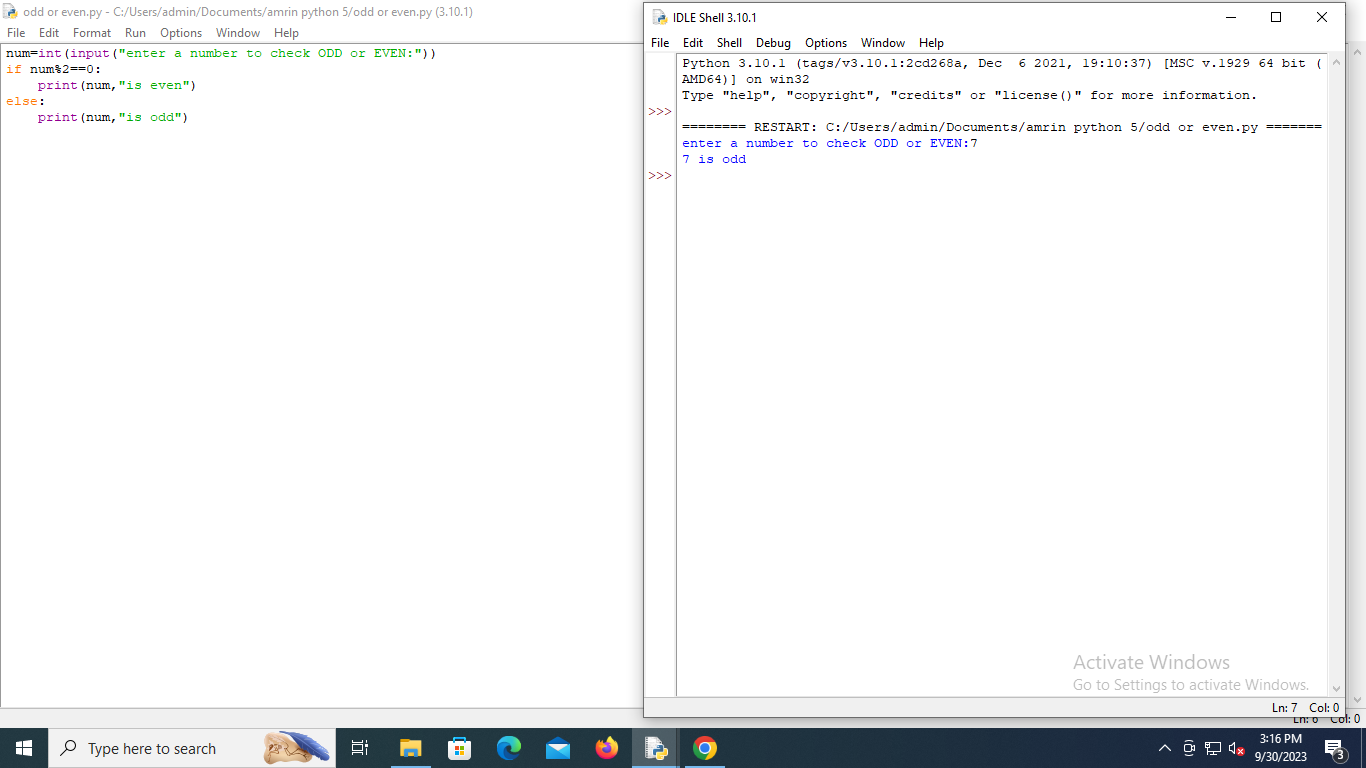 odd or even.py - C:/Users/admin/Documents/amrin python 5/odd or even.py (3.10.1)
File Edit Format Run Options Window Help
num=int(input("enter a number to check ODD or EVEN:"))
if num%2==0:
    print(num,"is even")
else:
    print(num,"is odd")
IDLE Shell 3.10.1
File Edit Shell Debug Options Window Help
Python 3.10.1 (tags/v3.10.1:2cd268a, Dec  6 2021, 19:10:37) [MSC v.1929 64 bit (
AMD64)] on win32
Type "help", "copyright", "credits" or "license()" for more information.
>>>
======== RESTART: C:/Users/admin/Documents/amrin python 5/odd or even.py =======
enter a number to check ODD or EVEN:7
7 is odd
>>>
Activate Windows
Go to Settings to activate Windows.
Ln: 7 Col: 0
Ln: 6 Col: 0
Type here to search
3:16 PM
9/30/2023
3